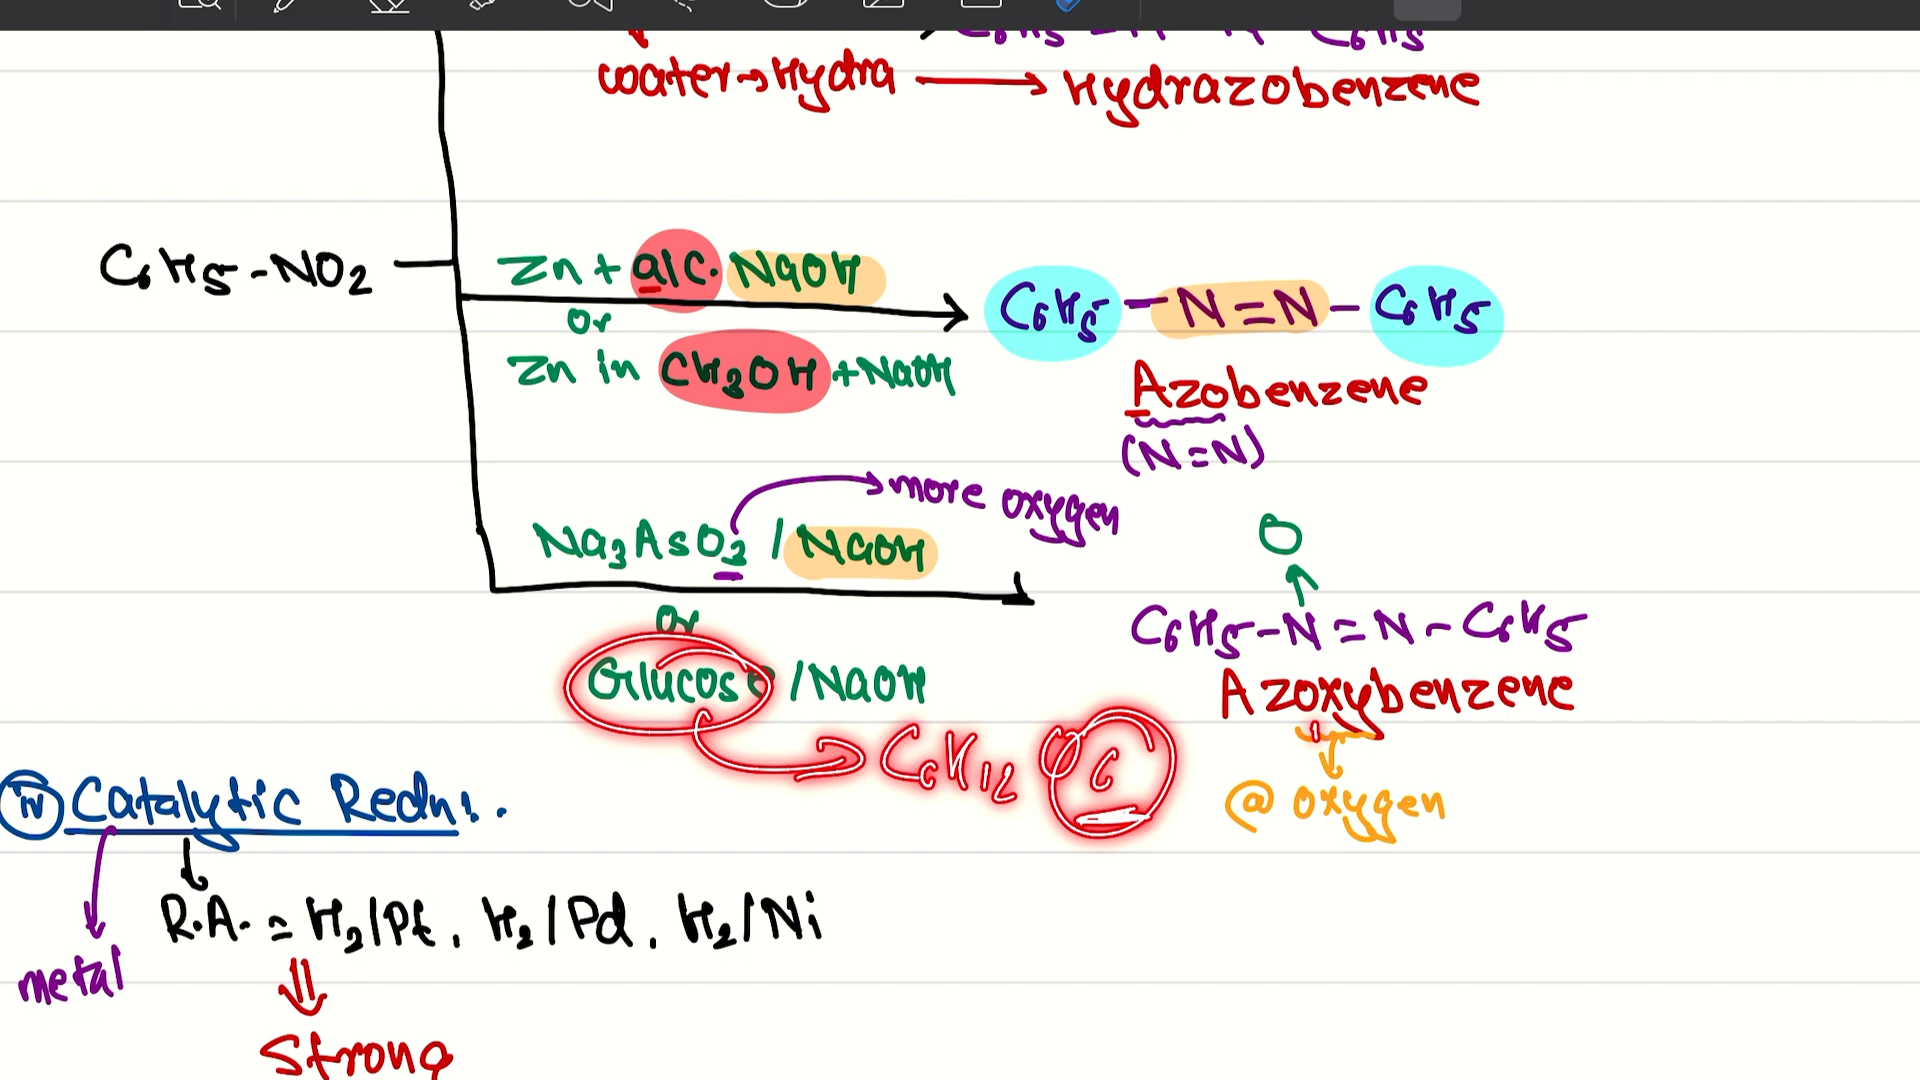 water→Hydra → Hydrazobenzene
C6H5-NO2
Zn + alc. NaOH
or
Zn in CH3OH + NaOH
C6H5-N=N-C6H5
Azobenzene
(N=N)
→more oxygen
Na3AsO3 / NaOH
or
Glucose / NaOH
→ C6H12O6
O
↑
C6H5-N=N-C6H5
Azoxybenzene
@ oxygen
(iv) Catalytic Redn:.
metal
R.A. = H2/Pt, H2/Pd, H2/Ni
⇓
Strong